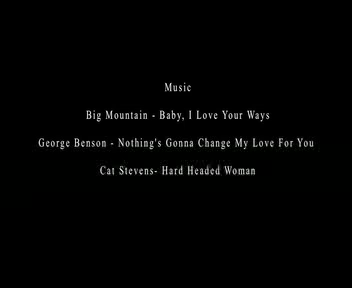 Music
Big Mountain - Baby, I Love Your Ways
George Benson - Nothing's Gonna Change My Love For You
Cat Stevens- Hard Headed Woman